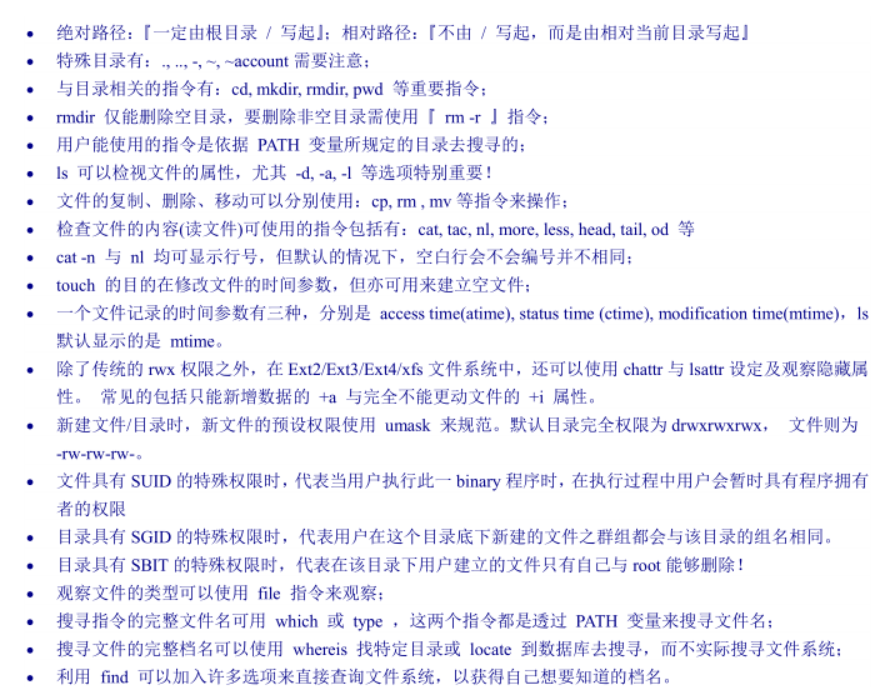 • 绝对路径：『一定由根目录 / 写起』；相对路径：『不由 / 写起，而是由相对当前目录写起』
• 特殊目录有：., .., -, ~, ~account 需要注意；
• 与目录相关的指令有：cd, mkdir, rmdir, pwd 等重要指令；
• rmdir 仅能删除空目录，要删除非空目录需使用『 rm -r 』指令；
• 用户能使用的指令是依据 PATH 变量所规定的目录去搜寻的；
• ls 可以检视文件的属性，尤其 -d, -a, -l 等选项特别重要！
• 文件的复制、删除、移动可以分别使用：cp, rm , mv 等指令来操作；
• 检查文件的内容(读文件)可使用的指令包括有：cat, tac, nl, more, less, head, tail, od 等
• cat -n 与 nl 均可显示行号，但默认的情况下，空白行会不会编号并不相同；
• touch 的目的在修改文件的时间参数，但亦可用来建立空文件；
• 一个文件记录的时间参数有三种，分别是 access time(atime), status time (ctime), modification time(mtime)，ls
默认显示的是 mtime。
• 除了传统的 rwx 权限之外，在 Ext2/Ext3/Ext4/xfs 文件系统中，还可以使用 chattr 与 lsattr 设定及观察隐藏属
性。 常见的包括只能新增数据的 +a 与完全不能更动文件的 +i 属性。
• 新建文件/目录时，新文件的预设权限使用 umask 来规范。默认目录完全权限为 drwxrwxrwx， 文件则为
-rw-rw-rw-。
• 文件具有 SUID 的特殊权限时，代表当用户执行此一 binary 程序时，在执行过程中用户会暂时具有程序拥有
者的权限
• 目录具有 SGID 的特殊权限时，代表用户在这个目录底下新建的文件之群组都会与该目录的组名相同。
• 目录具有 SBIT 的特殊权限时，代表在该目录下用户建立的文件只有自己与 root 能够删除！
• 观察文件的类型可以使用 file 指令来观察；
• 搜寻指令的完整文件名可用 which 或 type ，这两个指令都是透过 PATH 变量来搜寻文件名；
• 搜寻文件的完整档名可以使用 whereis 找特定目录或 locate 到数据库去搜寻，而不实际搜寻文件系统；
• 利用 find 可以加入许多选项来直接查询文件系统，以获得自己想要知道的档名。